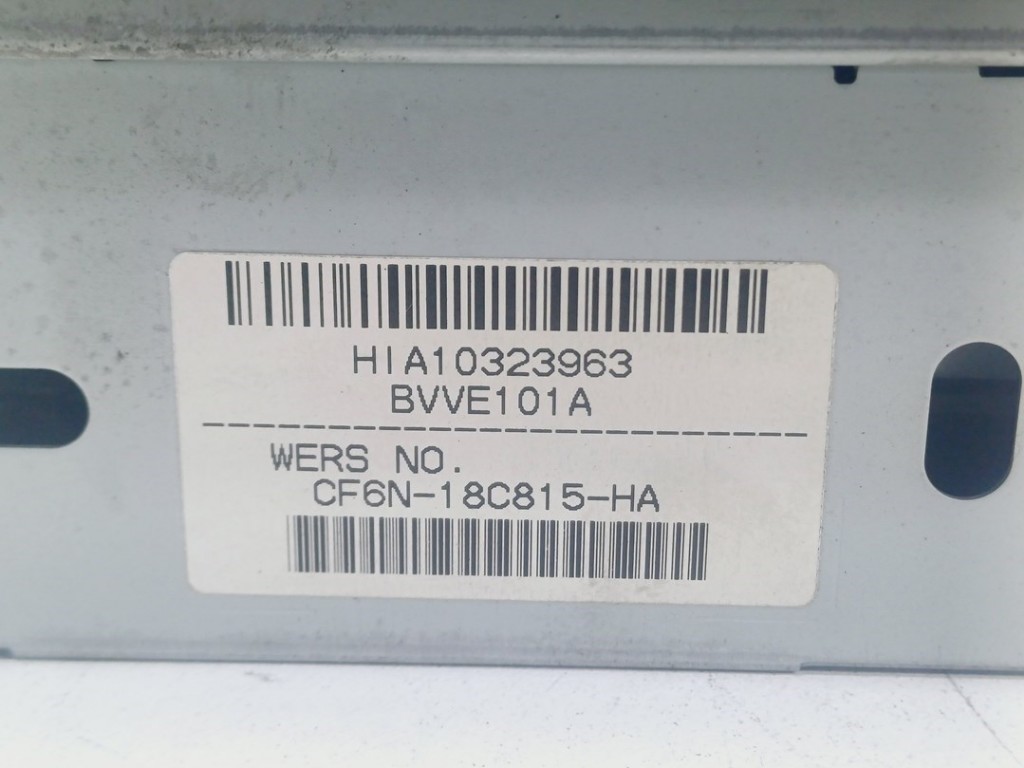 HIA10323963
BVVE101A
WERS NO.
CF6N-18C815-HA